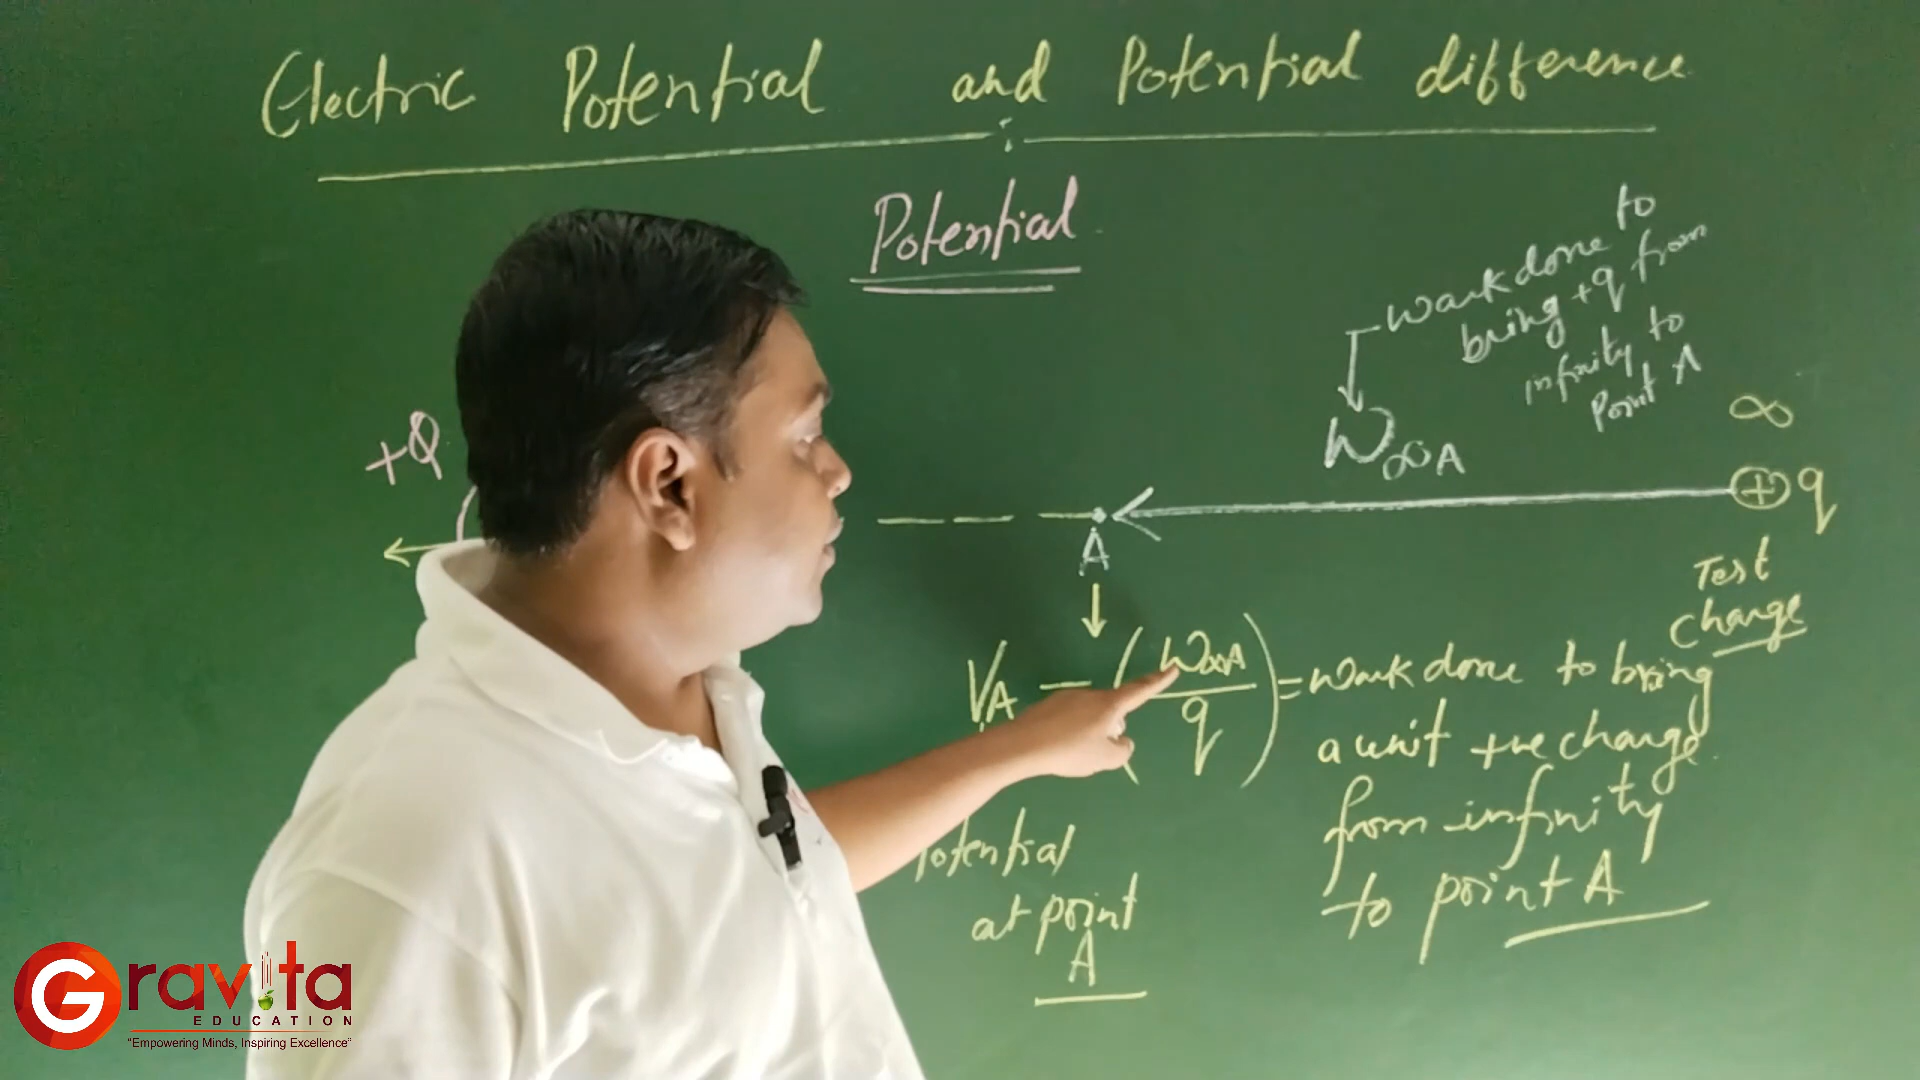 Electric Potential and Potential difference
Potential
work done to
bring +q from
infinity to
Point A
+Q
W∞A
∞
q
A
Test
charge
VA = (W∞A / q) = work done to bring
a unit +ve charge
from infinity
to point A
Potential
at point
A
Gravita
EDUCATION
"Empowering Minds, Inspiring Excellence"